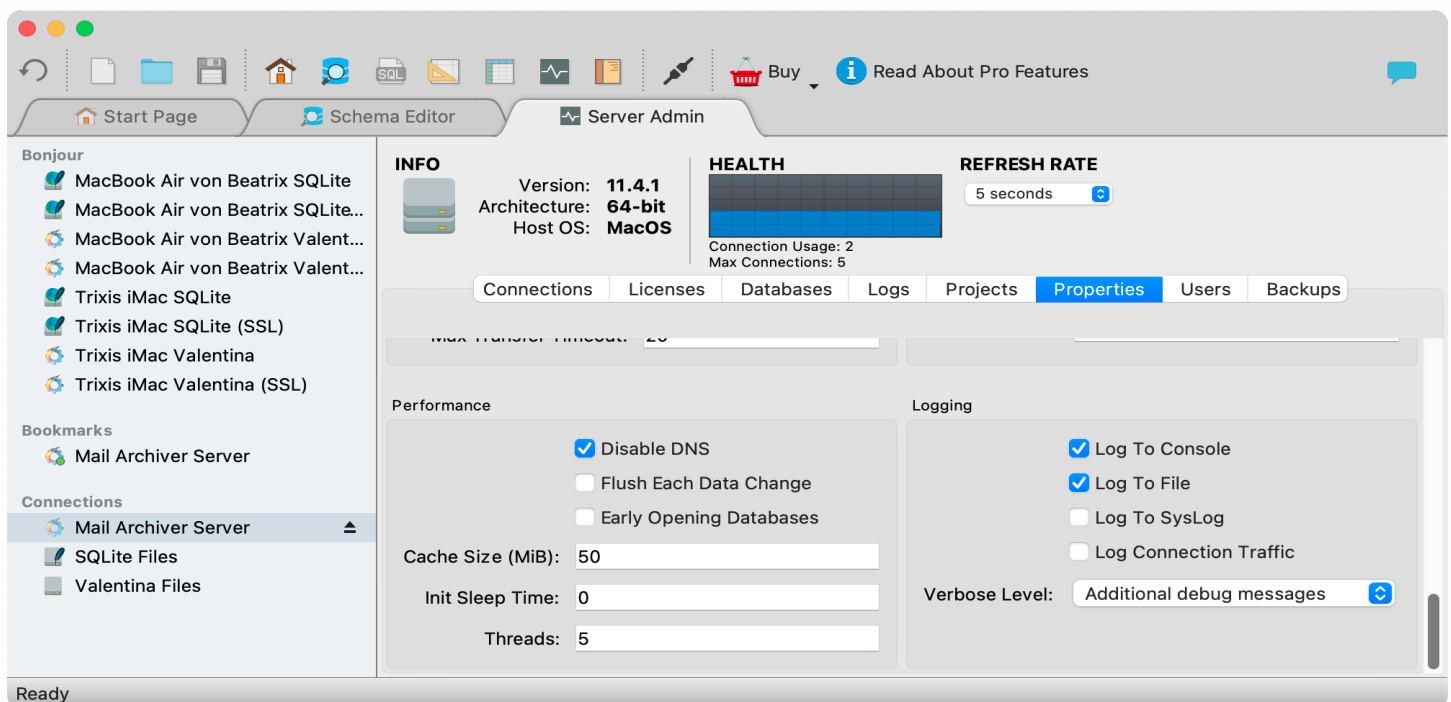 SQL
Buy
Read About Pro Features
Start Page
Schema Editor
Server Admin
Bonjour
MacBook Air von Beatrix SQLite
MacBook Air von Beatrix SQLite...
MacBook Air von Beatrix Valent...
MacBook Air von Beatrix Valent...
Trixis iMac SQLite
Trixis iMac SQLite (SSL)
Trixis iMac Valentina
Trixis iMac Valentina (SSL)
Bookmarks
Mail Archiver Server
Connections
Mail Archiver Server
SQLite Files
Valentina Files
INFO
Version: 11.4.1
Architecture: 64-bit
Host OS: MacOS
HEALTH
Connection Usage: 2
Max Connections: 5
REFRESH RATE
5 seconds
Connections Licenses Databases Logs Projects Properties Users Backups
Max Transfer Timeout: 20
Performance
Disable DNS
Flush Each Data Change
Early Opening Databases
Cache Size (MiB): 50
Init Sleep Time: 0
Threads: 5
Logging
Log To Console
Log To File
Log To SysLog
Log Connection Traffic
Verbose Level: Additional debug messages
Ready